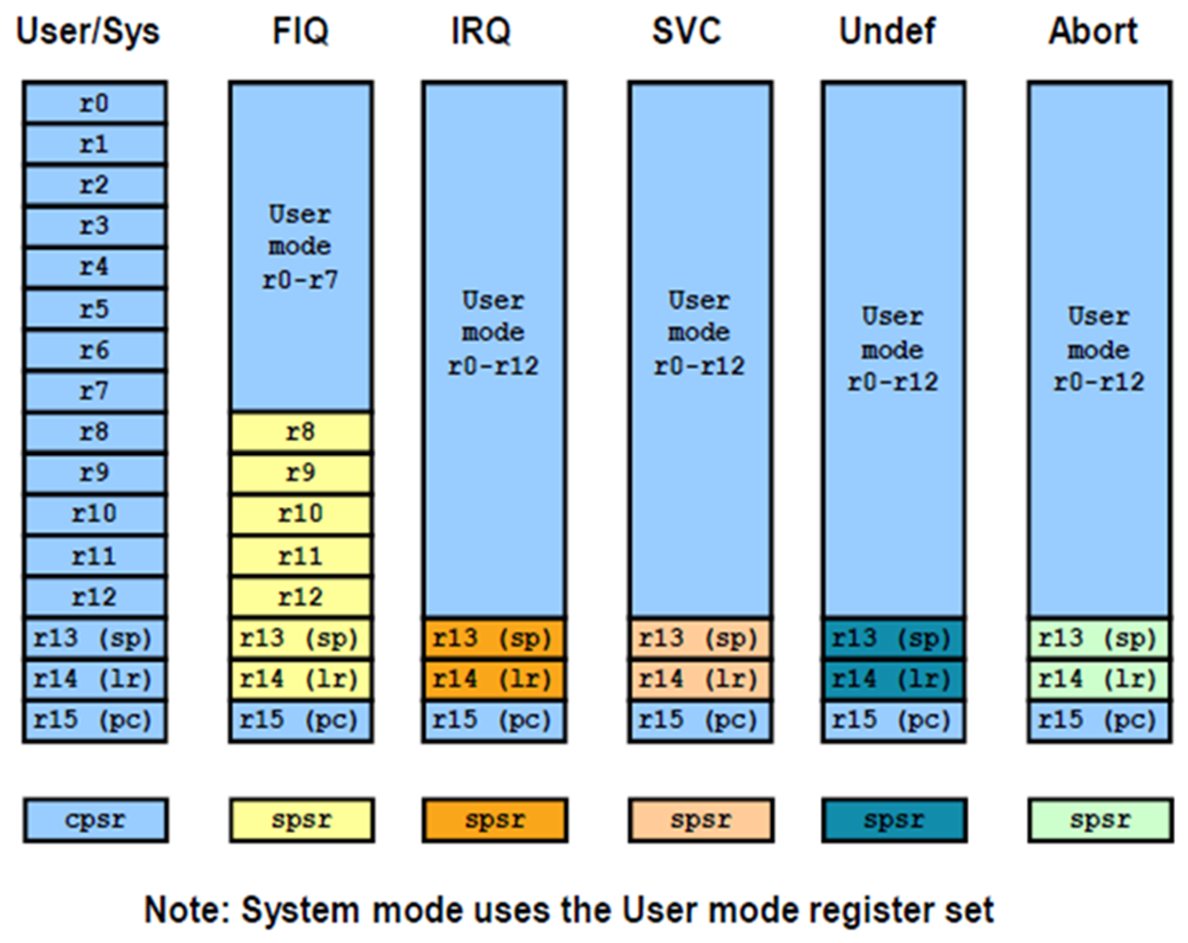 User/Sys
FIQ
IRQ
SVC
Undef
Abort
r0
r1
r2
r3
r4
r5
r6
r7
r8
r9
r10
r11
r12
r13 (sp)
r14 (lr)
r15 (pc)
cpsr
User
mode
r0-r7
r8
r9
r10
r11
r12
r13 (sp)
r14 (lr)
r15 (pc)
spsr
User
mode
r0-r12
r13 (sp)
r14 (lr)
r15 (pc)
spsr
User
mode
r0-r12
r13 (sp)
r14 (lr)
r15 (pc)
spsr
User
mode
r0-r12
r13 (sp)
r14 (lr)
r15 (pc)
spsr
User
mode
r0-r12
r13 (sp)
r14 (lr)
r15 (pc)
spsr
Note: System mode uses the User mode register set